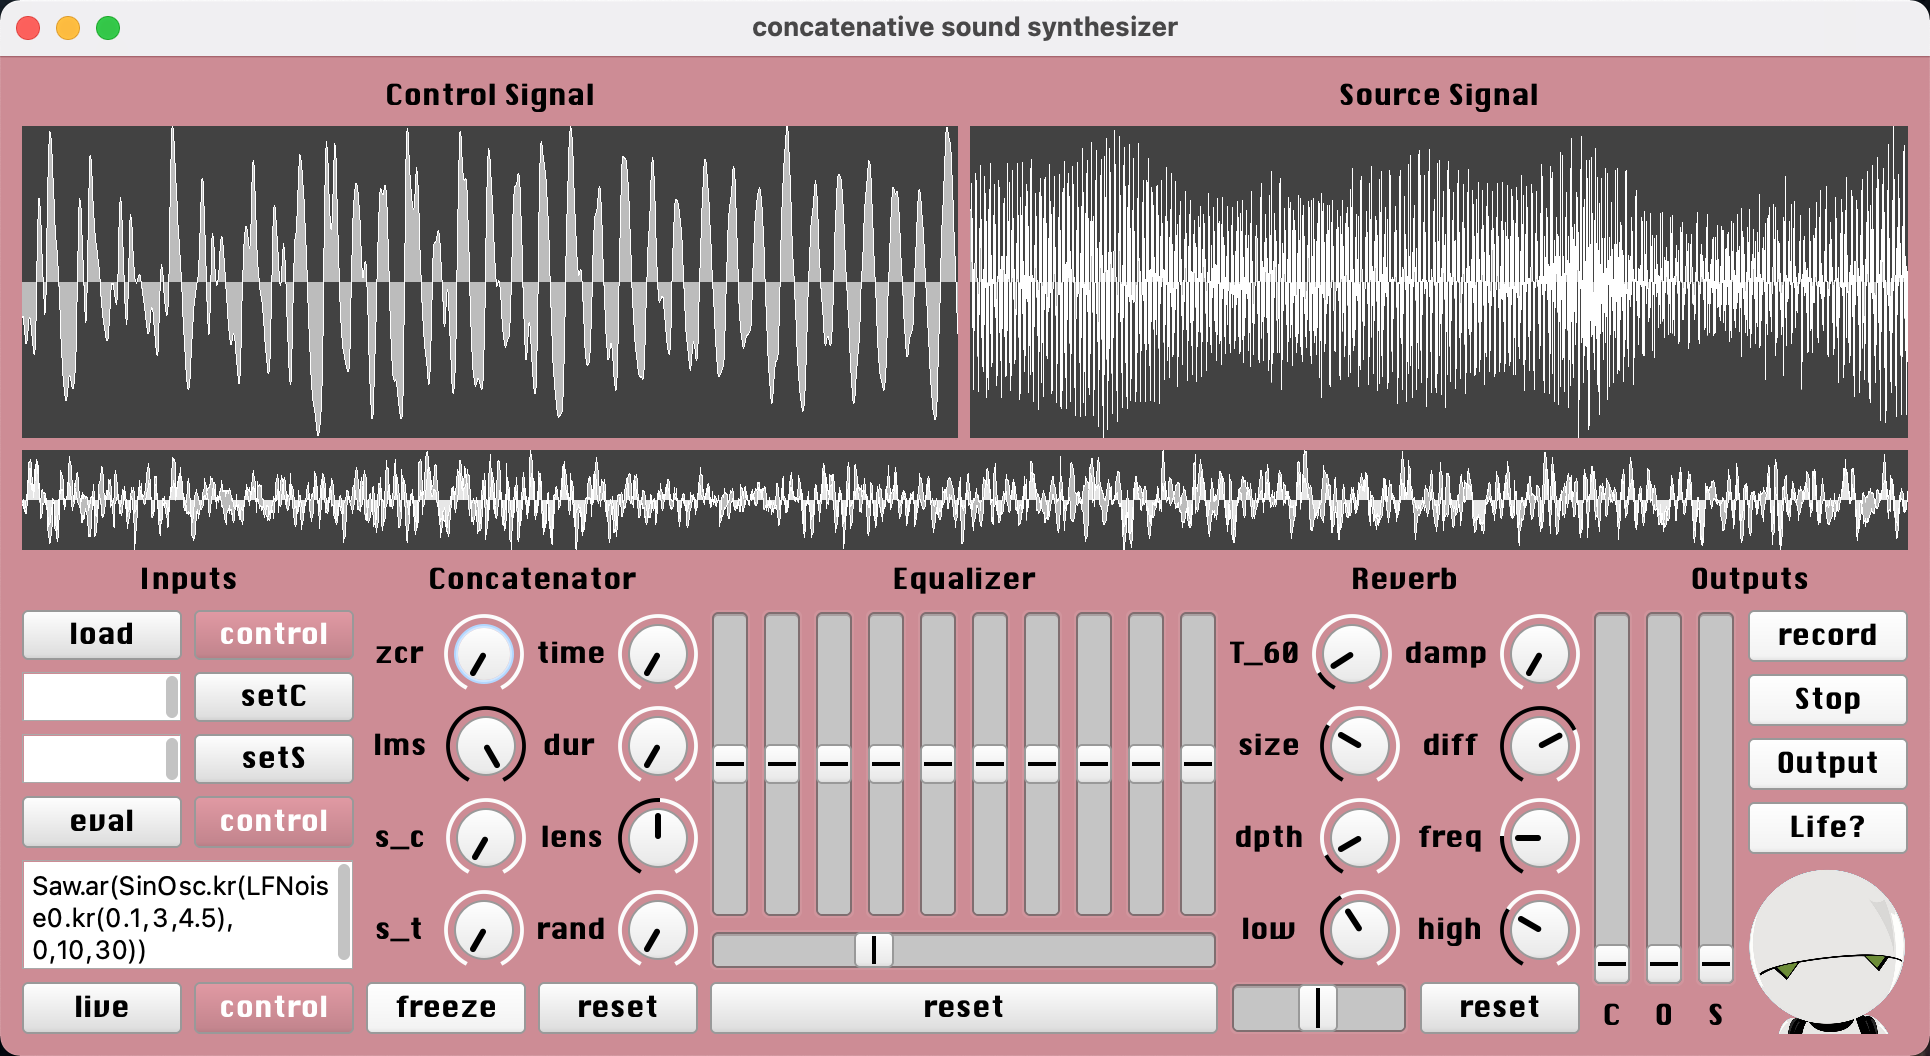 concatenative sound synthesizer
Control Signal
Source Signal
Inputs
Concatenator
Equalizer
Reverb
Outputs
load
control
setC
setS
eval
control
Saw.ar(SinOsc.kr(LFNois
e0.kr(0.1,3,4.5),
0,10,30))
live
control
zcr
time
lms
dur
s_c
lens
s_t
rand
freeze
reset
reset
T_60
damp
size
diff
dpth
freq
low
high
reset
C
O
S
record
Stop
Output
Life?